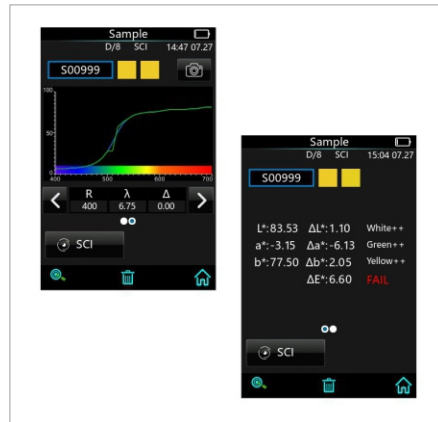 Sample
D/8 SCI 14:47 07.27
S00999
100
50
400 500 600 700
R λ Δ
400 6.75 0.00
SCI
Sample
D/8 SCI 15:04 07.27
S00999
L*:83.53 ΔL*:1.10 White++
a*:-3.15 Δa*:-6.13 Green++
b*:77.50 Δb*:2.05 Yellow++
ΔE*:6.60 FAIL
SCI